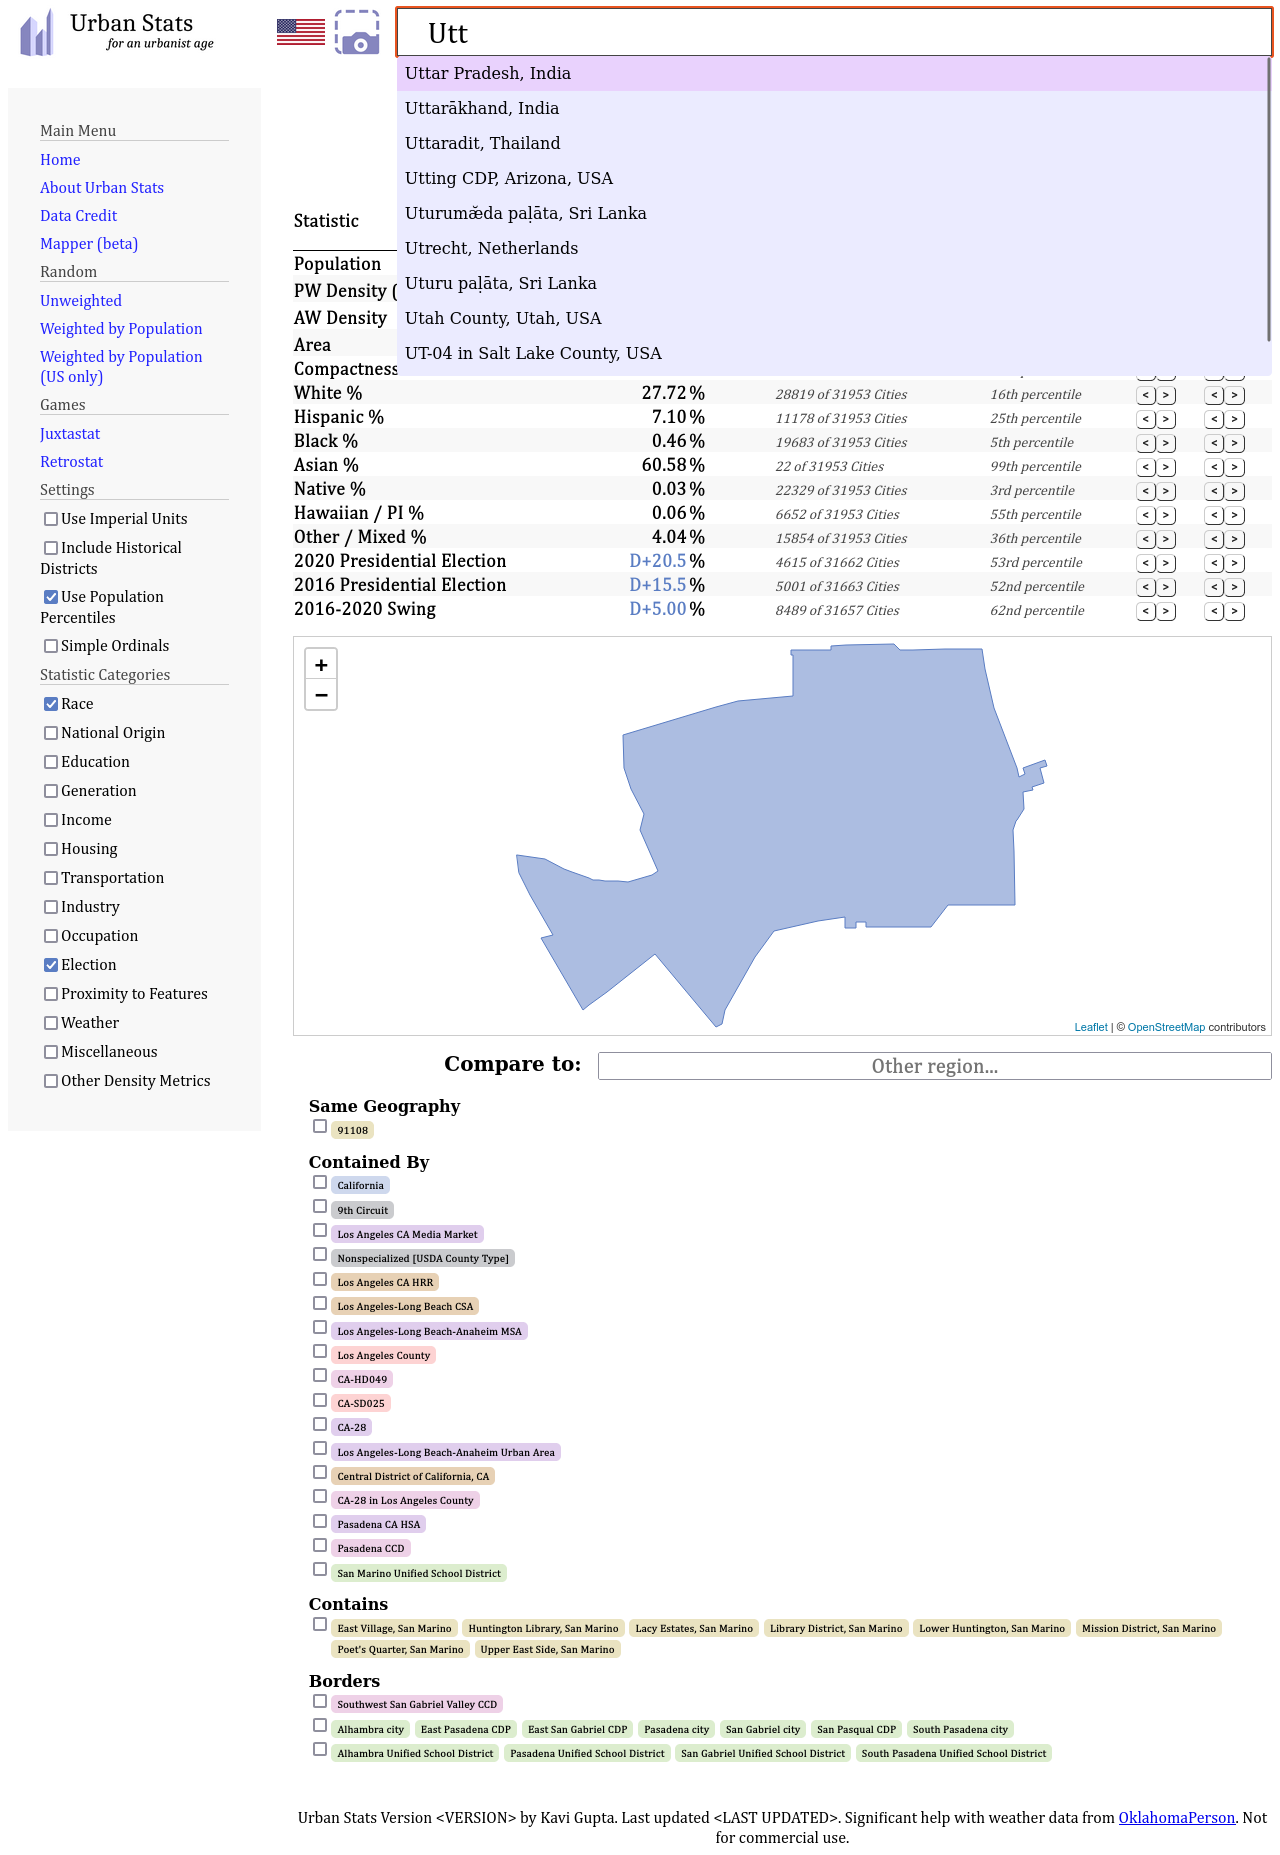 Urban Stats
for an urbanist age
Utt
Uttar Pradesh, India
Uttarākhand, India
Uttaradit, Thailand
Utting CDP, Arizona, USA
Uturumæ̆da paḷāta, Sri Lanka
Utrecht, Netherlands
Uturu paḷāta, Sri Lanka
Utah County, Utah, USA
UT-04 in Salt Lake County, USA
Main Menu
Home
About Urban Stats
Data Credit
Mapper (beta)
Random
Unweighted
Weighted by Population
Weighted by Population
(US only)
Games
Juxtastat
Retrostat
Settings
Use Imperial Units
Include Historical
Districts
Use Population
Percentiles
Simple Ordinals
Statistic Categories
Race
National Origin
Education
Generation
Income
Housing
Transportation
Industry
Occupation
Election
Proximity to Features
Weather
Miscellaneous
Other Density Metrics
Statistic
Population
PW Density (
AW Density
Area
Compactness
White % 27.72% 28819 of 31953 Cities 16th percentile < > < >
Hispanic % 7.10% 11178 of 31953 Cities 25th percentile < > < >
Black % 0.46% 19683 of 31953 Cities 5th percentile < > < >
Asian % 60.58% 22 of 31953 Cities 99th percentile < > < >
Native % 0.03% 22329 of 31953 Cities 3rd percentile < > < >
Hawaiian / PI % 0.06% 6652 of 31953 Cities 55th percentile < > < >
Other / Mixed % 4.04% 15854 of 31953 Cities 36th percentile < > < >
2020 Presidential Election D+20.5% 4615 of 31662 Cities 53rd percentile < > < >
2016 Presidential Election D+15.5% 5001 of 31663 Cities 52nd percentile < > < >
2016-2020 Swing D+5.00% 8489 of 31657 Cities 62nd percentile < > < >
+
−
Leaflet | © OpenStreetMap contributors
Compare to: Other region...
Same Geography
91108
Contained By
California
9th Circuit
Los Angeles CA Media Market
Nonspecialized [USDA County Type]
Los Angeles CA HRR
Los Angeles-Long Beach CSA
Los Angeles-Long Beach-Anaheim MSA
Los Angeles County
CA-HD049
CA-SD025
CA-28
Los Angeles-Long Beach-Anaheim Urban Area
Central District of California, CA
CA-28 in Los Angeles County
Pasadena CA HSA
Pasadena CCD
San Marino Unified School District
Contains
East Village, San Marino Huntington Library, San Marino Lacy Estates, San Marino Library District, San Marino Lower Huntington, San Marino Mission District, San Marino
Poet's Quarter, San Marino Upper East Side, San Marino
Borders
Southwest San Gabriel Valley CCD
Alhambra city East Pasadena CDP East San Gabriel CDP Pasadena city San Gabriel city San Pasqual CDP South Pasadena city
Alhambra Unified School District Pasadena Unified School District San Gabriel Unified School District South Pasadena Unified School District
Urban Stats Version <VERSION> by Kavi Gupta. Last updated <LAST UPDATED>. Significant help with weather data from OklahomaPerson. Not
for commercial use.